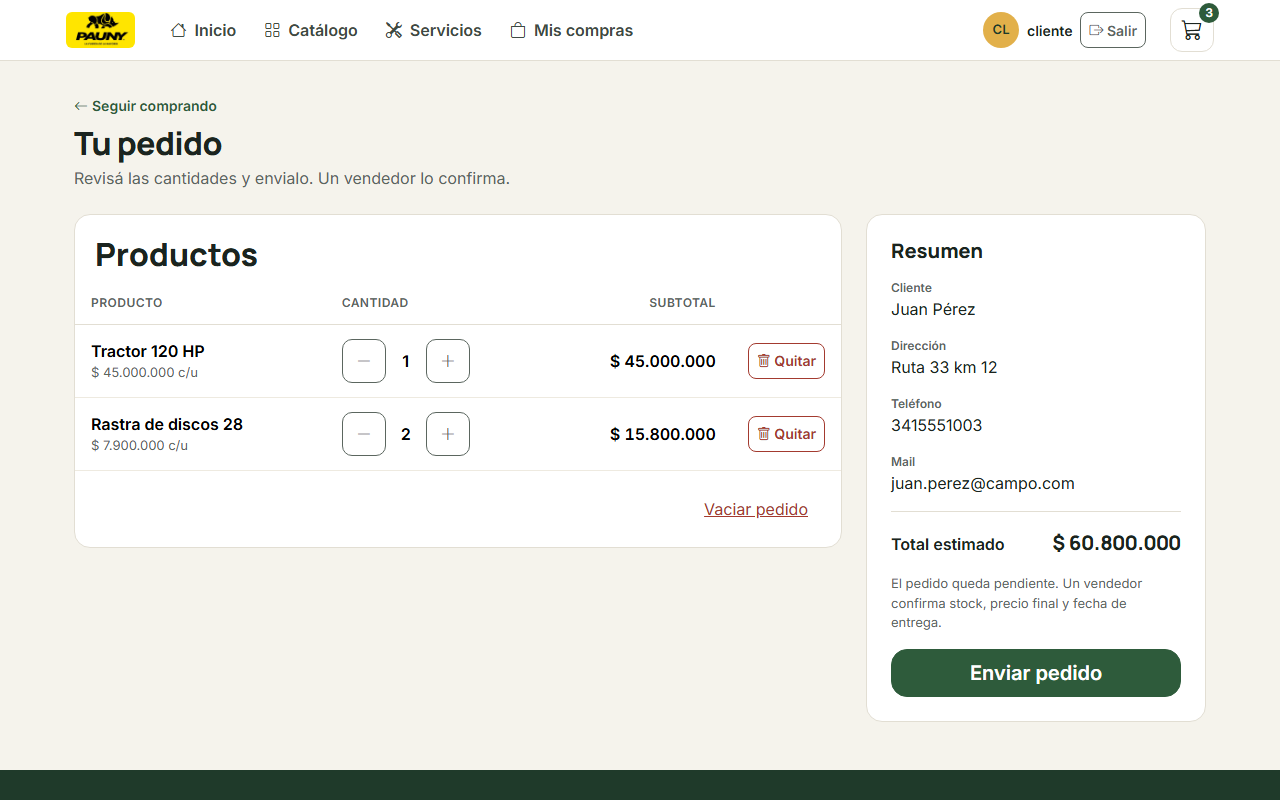 PAUNY
Inicio
Catálogo
Servicios
Mis compras
CL
cliente
Salir
3
← Seguir comprando
Tu pedido
Revisá las cantidades y envialo. Un vendedor lo confirma.
Productos
PRODUCTO CANTIDAD SUBTOTAL
Tractor 120 HP
$ 45.000.000 c/u
− 1 +
$ 45.000.000
Quitar
Rastra de discos 28
$ 7.900.000 c/u
− 2 +
$ 15.800.000
Quitar
Vaciar pedido
Resumen
Cliente
Juan Pérez
Dirección
Ruta 33 km 12
Teléfono
3415551003
Mail
juan.perez@campo.com
Total estimado $ 60.800.000
El pedido queda pendiente. Un vendedor
confirma stock, precio final y fecha de
entrega.
Enviar pedido